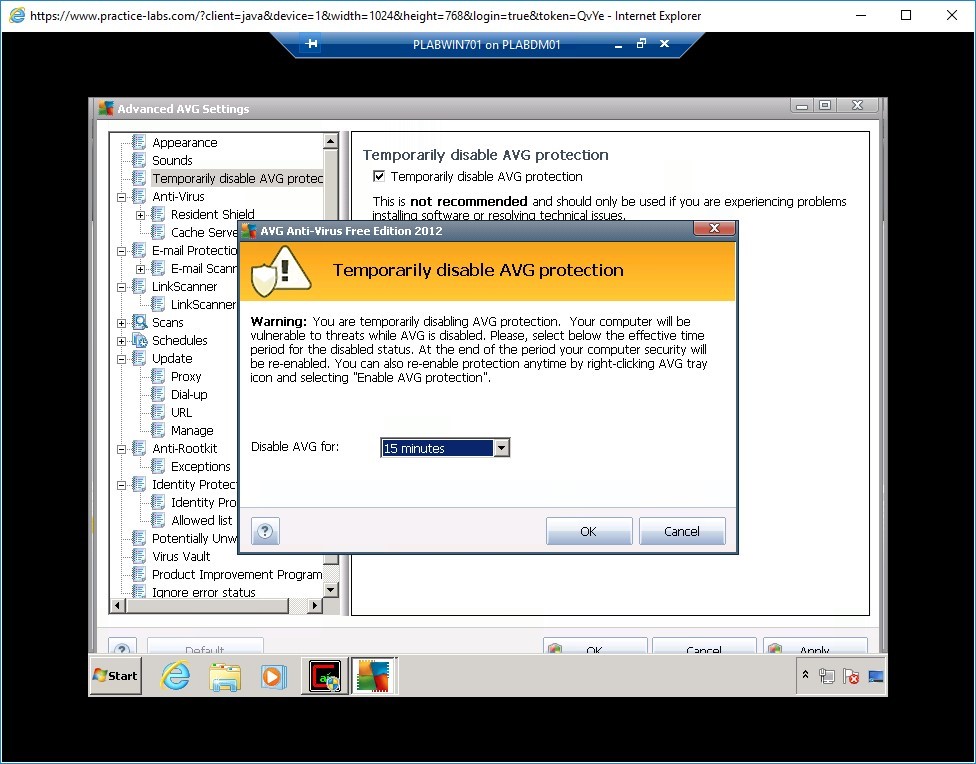 https://www.practice-labs.com/?client=java&device=1&width=1024&height=768&login=true&token=QvYe - Internet Explorer
PLABWIN701 on PLABDM01
Advanced AVG Settings
Appearance
Sounds
Temporarily disable AVG protec
Anti-Virus
Resident Shield
Cache Serve
E-mail Protectio
E-mail Scann
LinkScanner
LinkScanner
Scans
Schedules
Update
Proxy
Dial-up
URL
Manage
Anti-Rootkit
Exceptions
Identity Protec
Identity Pro
Allowed list
Potentially Unw
Virus Vault
Product Improvement Program
Ignore error status
Temporarily disable AVG protection
Temporarily disable AVG protection
This is not recommended and should only be used if you are experiencing problems
installing software or resolving technical issues.
AVG Anti-Virus Free Edition 2012
Temporarily disable AVG protection
Warning: You are temporarily disabling AVG protection. Your computer will be
vulnerable to threats while AVG is disabled. Please, select below the effective time
period for the disabled status. At the end of the period your computer security will
be re-enabled. You can also re-enable protection anytime by right-clicking AVG tray
icon and selecting "Enable AVG protection".
Disable AVG for:
15 minutes
?
OK
Cancel
?
Default
OK
Cancel
Apply
Start